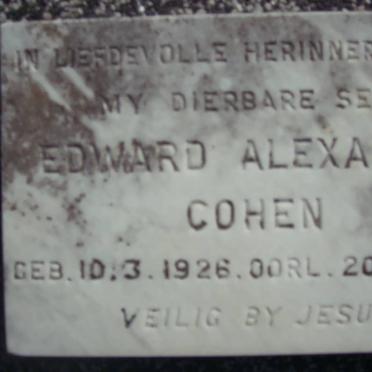 IN LIEFDEVOLLE HERINNER
MY DIERBARE SE
EDWARD ALEXA
COHEN
GEB. 10.3.1926. OORL. 20
VEILIG BY JESU